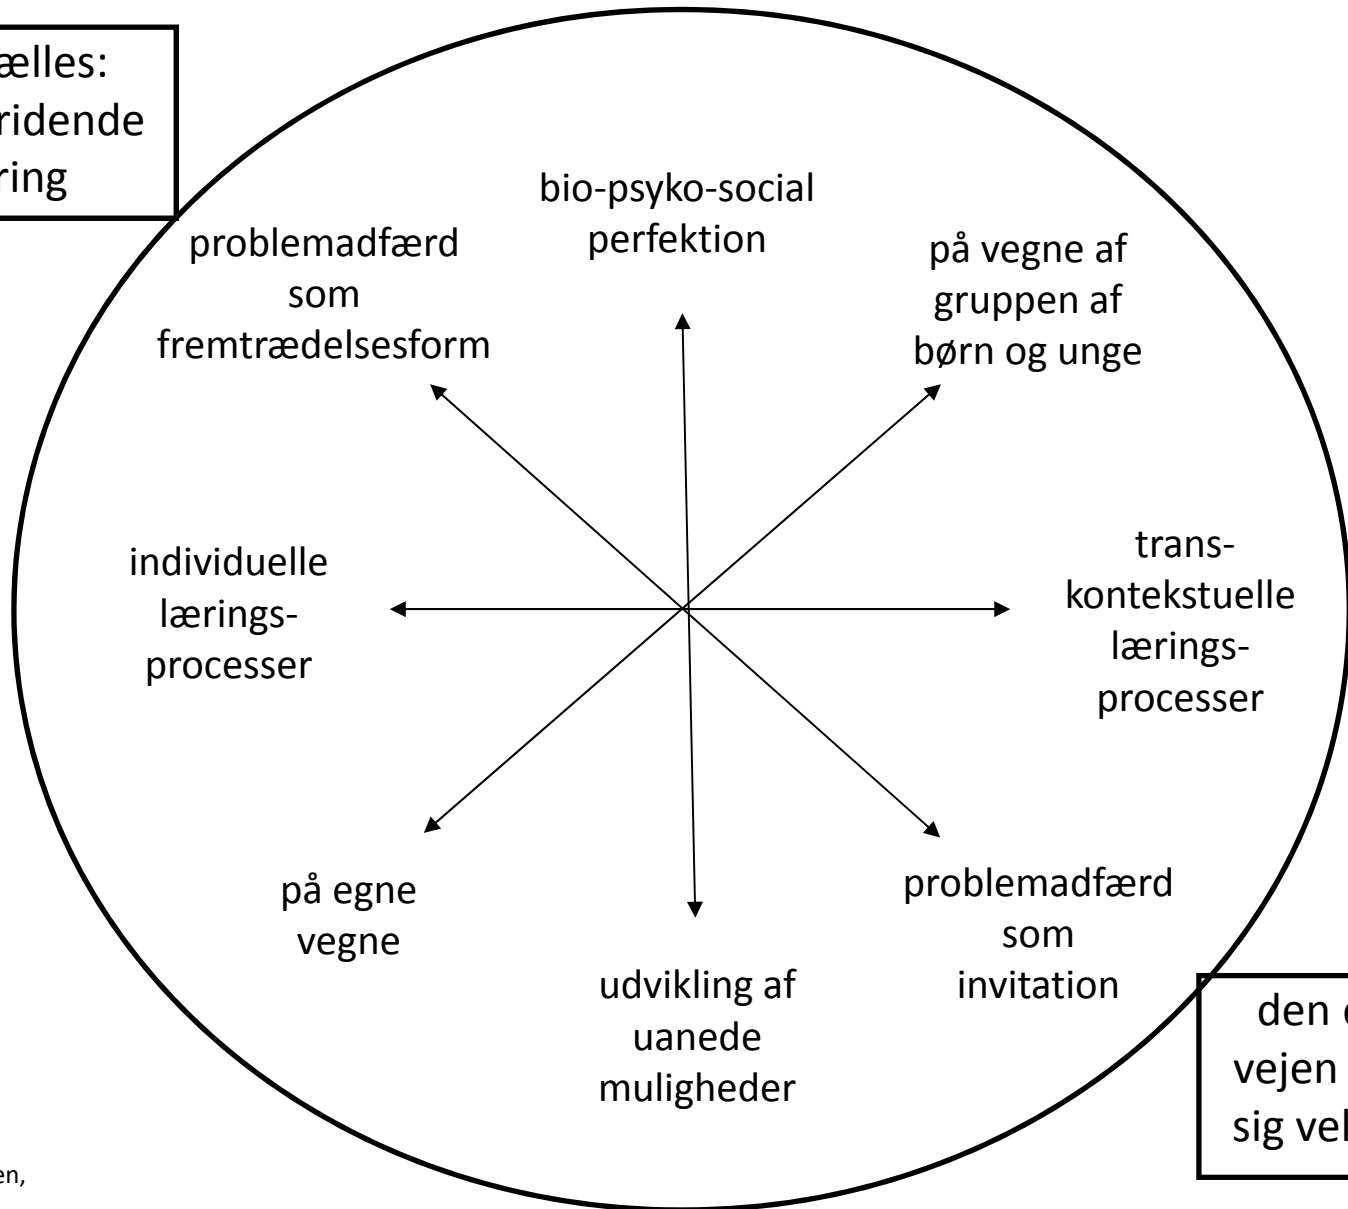 ælles:
ridende
ring
bio-psyko-social
perfektion
problemadfærd
som
fremtrædelsesform
på vegne af
gruppen af
børn og unge
individuelle
lærings-
processer
trans-
kontekstuelle
lærings-
processer
på egne
vegne
udvikling af
uanede
muligheder
problemadfærd
som
invitation
den
vejen
sig vel
en,